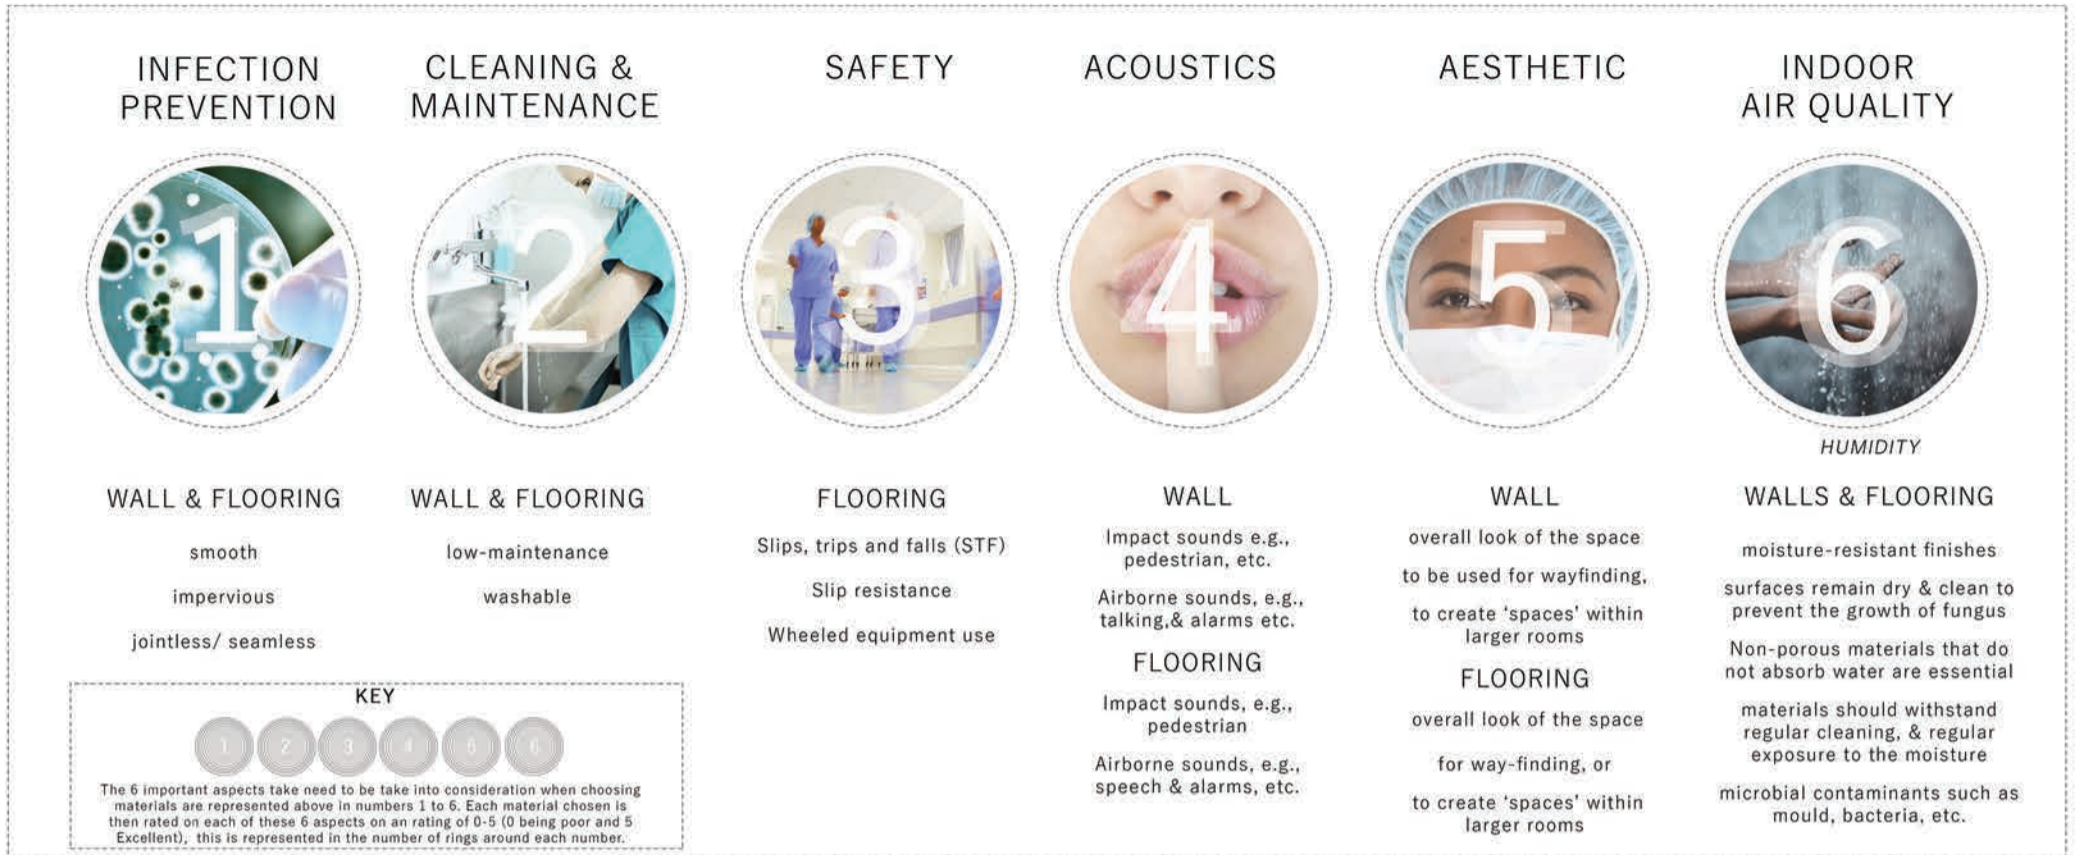 INFECTION
PREVENTION
1
WALL & FLOORING
smooth
impervious
jointless/ seamless
CLEANING &
MAINTENANCE
2
WALL & FLOORING
low-maintenance
washable
SAFETY
3
FLOORING
Slips, trips and falls (STF)
Slip resistance
Wheeled equipment use
ACOUSTICS
4
WALL
Impact sounds e.g.,
pedestrian, etc.
Airborne sounds, e.g.,
talking,& alarms etc.
FLOORING
Impact sounds, e.g.,
pedestrian
Airborne sounds, e.g.,
speech & alarms, etc.
AESTHETIC
5
WALL
overall look of the space
to be used for wayfinding,
to create ‘spaces’ within
larger rooms
FLOORING
overall look of the space
for way-finding, or
to create ‘spaces’ within
larger rooms
INDOOR
AIR QUALITY
6
HUMIDITY
WALLS & FLOORING
moisture-resistant finishes
surfaces remain dry & clean to
prevent the growth of fungus
Non-porous materials that do
not absorb water are essential
materials should withstand
regular cleaning, & regular
exposure to the moisture
microbial contaminants such as
mould, bacteria, etc.
KEY
1 2 3 4 5 6
The 6 important aspects take need to be take into consideration when choosing
materials are represented above in numbers 1 to 6. Each material chosen is
then rated on each of these 6 aspects on an rating of 0-5 (0 being poor and 5
Excellent), this is represented in the number of rings around each number.